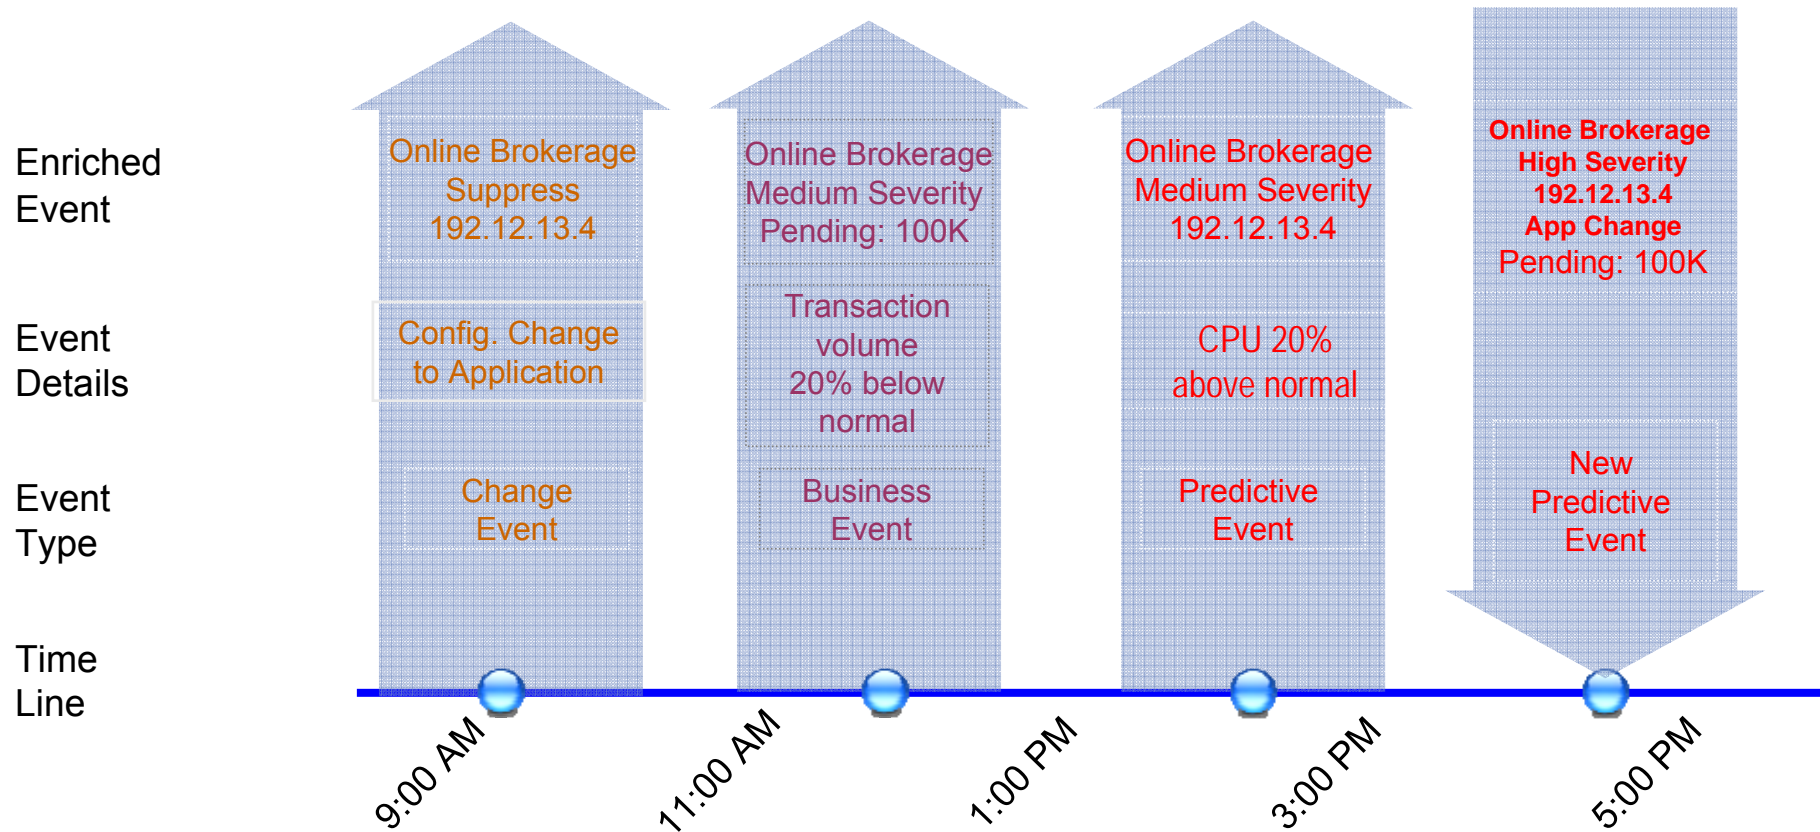 Enriched
Event
Online Brokerage
Suppress
192.12.13.4
Online Brokerage
Medium Severity
Pending: 100K
Online Brokerage
Medium Severity
192.12.13.4
Online Brokerage
High Severity
192.12.13.4
App Change
Pending: 100K
Event
Details
Config. Change
to Application
Transaction
volume
20% below
normal
CPU 20%
above normal
Event
Type
Change
Event
Business
Event
Predictive
Event
New
Predictive
Event
Time
Line
9:00 AM
11:00 AM
1:00 PM
3:00 PM
5:00 PM